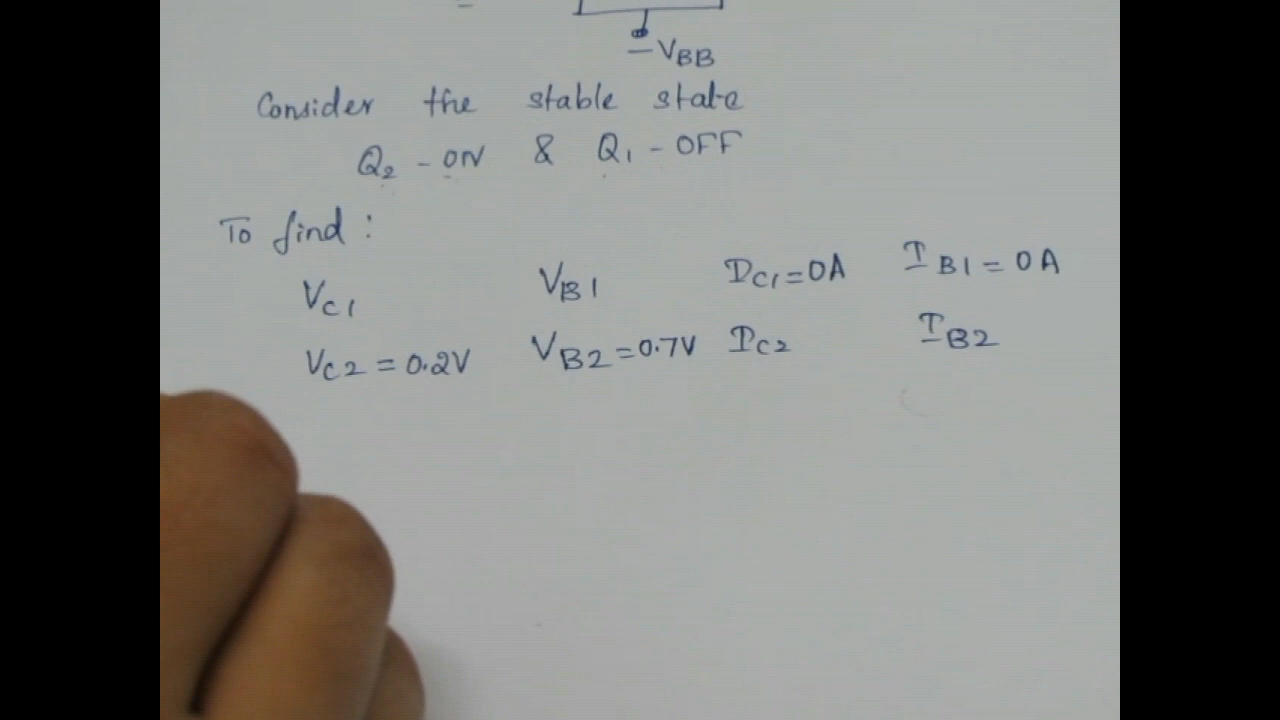 -VBB
Consider the stable state
Q2 - ON & Q1 - OFF
To find :
VC1 VB1 IC1 = 0A IB1 = 0A
VC2 = 0.2V VB2 = 0.7V IC2 IB2